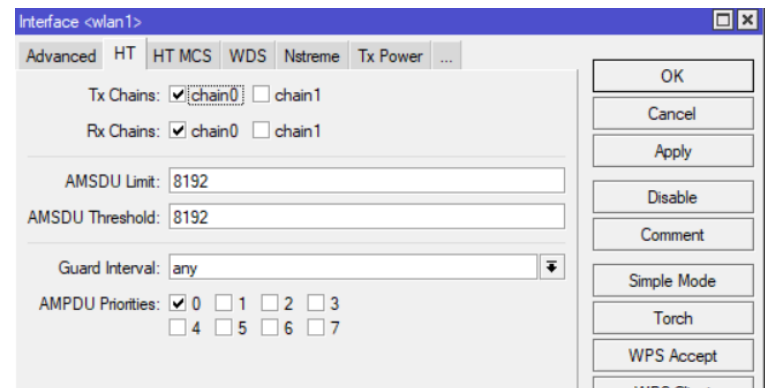 Interface <wlan1>
Advanced HT HT MCS WDS Nstreme Tx Power ...
Tx Chains: chain0 chain1
Rx Chains: chain0 chain1
AMSDU Limit: 8192
AMSDU Threshold: 8192
Guard Interval: any
AMPDU Priorities: 0 1 2 3
4 5 6 7
OK
Cancel
Apply
Disable
Comment
Simple Mode
Torch
WPS Accept